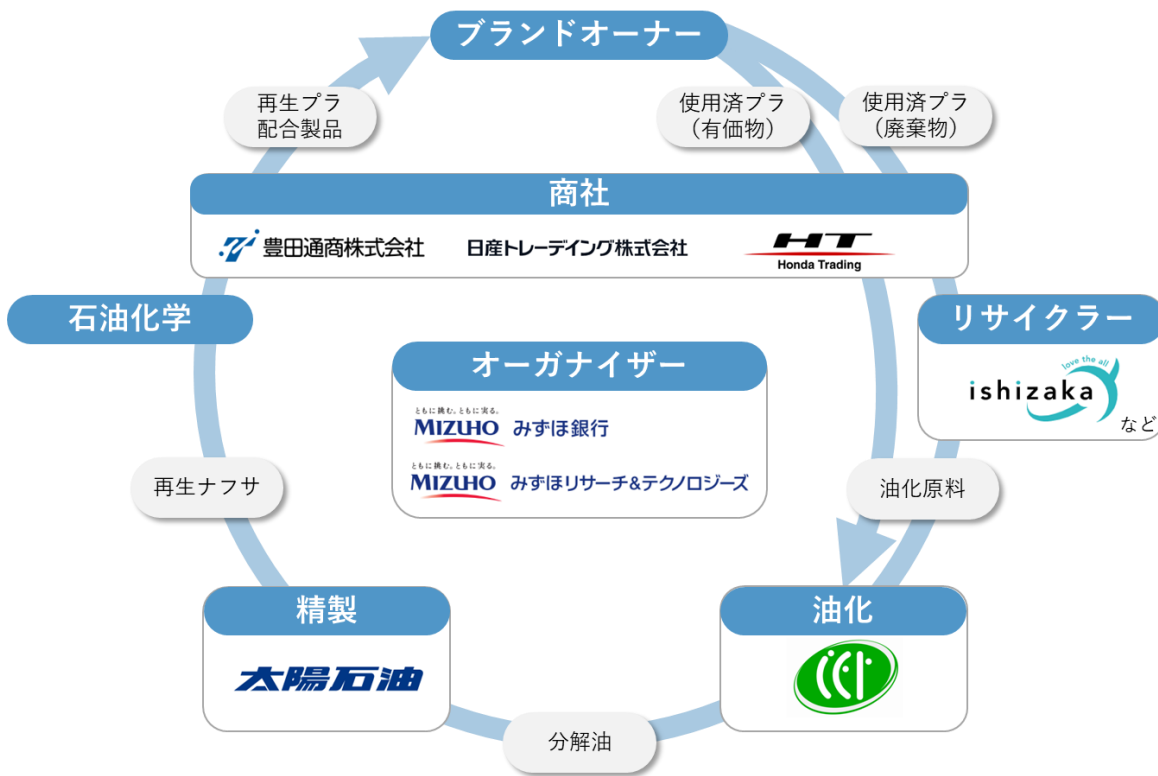 ブランドオーナー
再生プラ
配合製品
使用済プラ
(有価物)
使用済プラ
(廃棄物)
商社
豊田通商株式会社
日産トレーデイング株式会社
HT
Honda Trading
石油化学
リサイクラー
love the all
ishizaka
など
オーガナイザー
ともに挑む。ともに実る。
MIZUHO みずほ銀行
ともに挑む。ともに実る。
MIZUHO みずほリサーチ&テクノロジーズ
再生ナフサ
油化原料
精製
太陽石油
油化
分解油